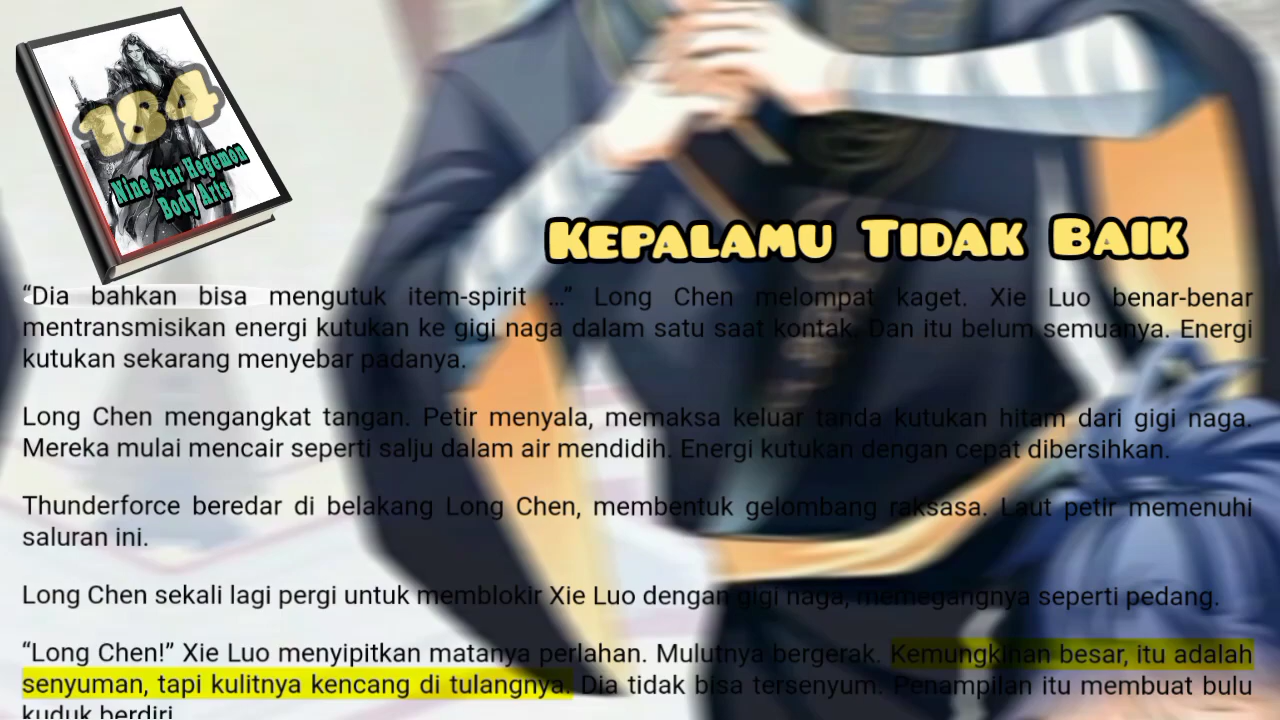 184
Nine Star Hegemon
Body Arts
Kepalamu Tidak Baik
“Dia bahkan bisa mengutuk item-spirit …” Long Chen melompat kaget. Xie Luo benar-benar
mentransmisikan energi kutukan ke gigi naga dalam satu saat kontak. Dan itu belum semuanya. Energi
kutukan sekarang menyebar padanya.
Long Chen mengangkat tangan. Petir menyala, memaksa keluar tanda kutukan hitam dari gigi naga.
Mereka mulai mencair seperti salju dalam air mendidih. Energi kutukan dengan cepat dibersihkan.
Thunderforce beredar di belakang Long Chen, membentuk gelombang raksasa. Laut petir memenuhi
saluran ini.
Long Chen sekali lagi pergi untuk memblokir Xie Luo dengan gigi naga, memegangnya seperti pedang.
“Long Chen!” Xie Luo menyipitkan matanya perlahan. Mulutnya bergerak. Kemungkinan besar, itu adalah
senyuman, tapi kulitnya kencang di tulangnya. Dia tidak bisa tersenyum. Penampilan itu membuat bulu
kuduk berdiri.